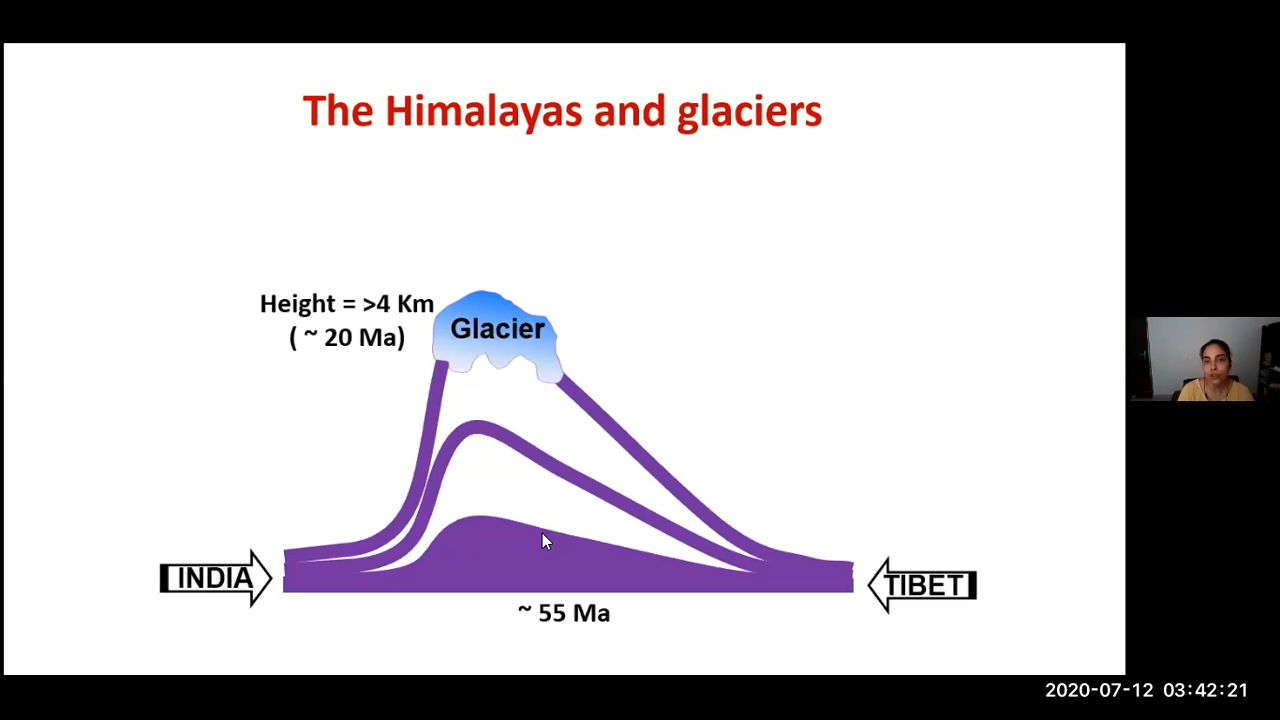 The Himalayas and glaciers
Height = >4 Km
( ~ 20 Ma)
Glacier
INDIA
TIBET
~ 55 Ma
2020-07-12 03:42:21